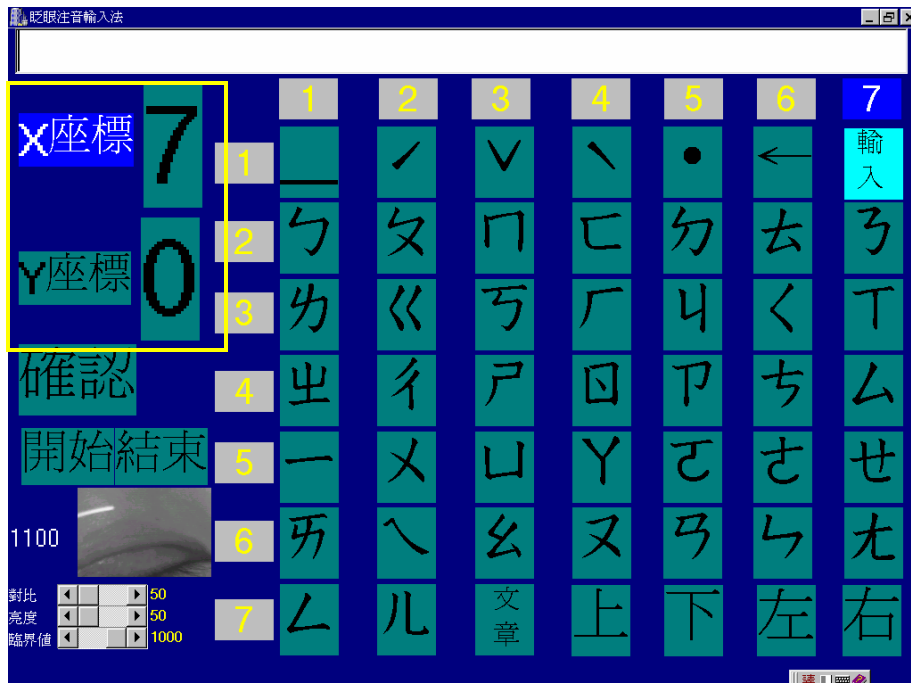 眨眼注音輸入法
1 2 3 4 5 6 7
X座標 7
1 ˉ ˊ ˇ ˋ ˙ ← 輸入
2 ㄅ ㄆ ㄇ ㄈ ㄉ ㄊ ㄋ
Y座標 0
3 ㄌ ㄍ ㄎ ㄏ ㄐ ㄑ ㄒ
確認
4 ㄓ ㄔ ㄕ ㄖ ㄗ ㄘ ㄙ
開始 結束
5 ㄧ ㄨ ㄩ ㄚ ㄛ ㄜ ㄝ
1100
6 ㄞ ㄟ ㄠ ㄡ ㄢ ㄣ ㄤ
對比 50
亮度 50
臨界值 1000
7 ㄥ ㄦ 文章 上 下 左 右